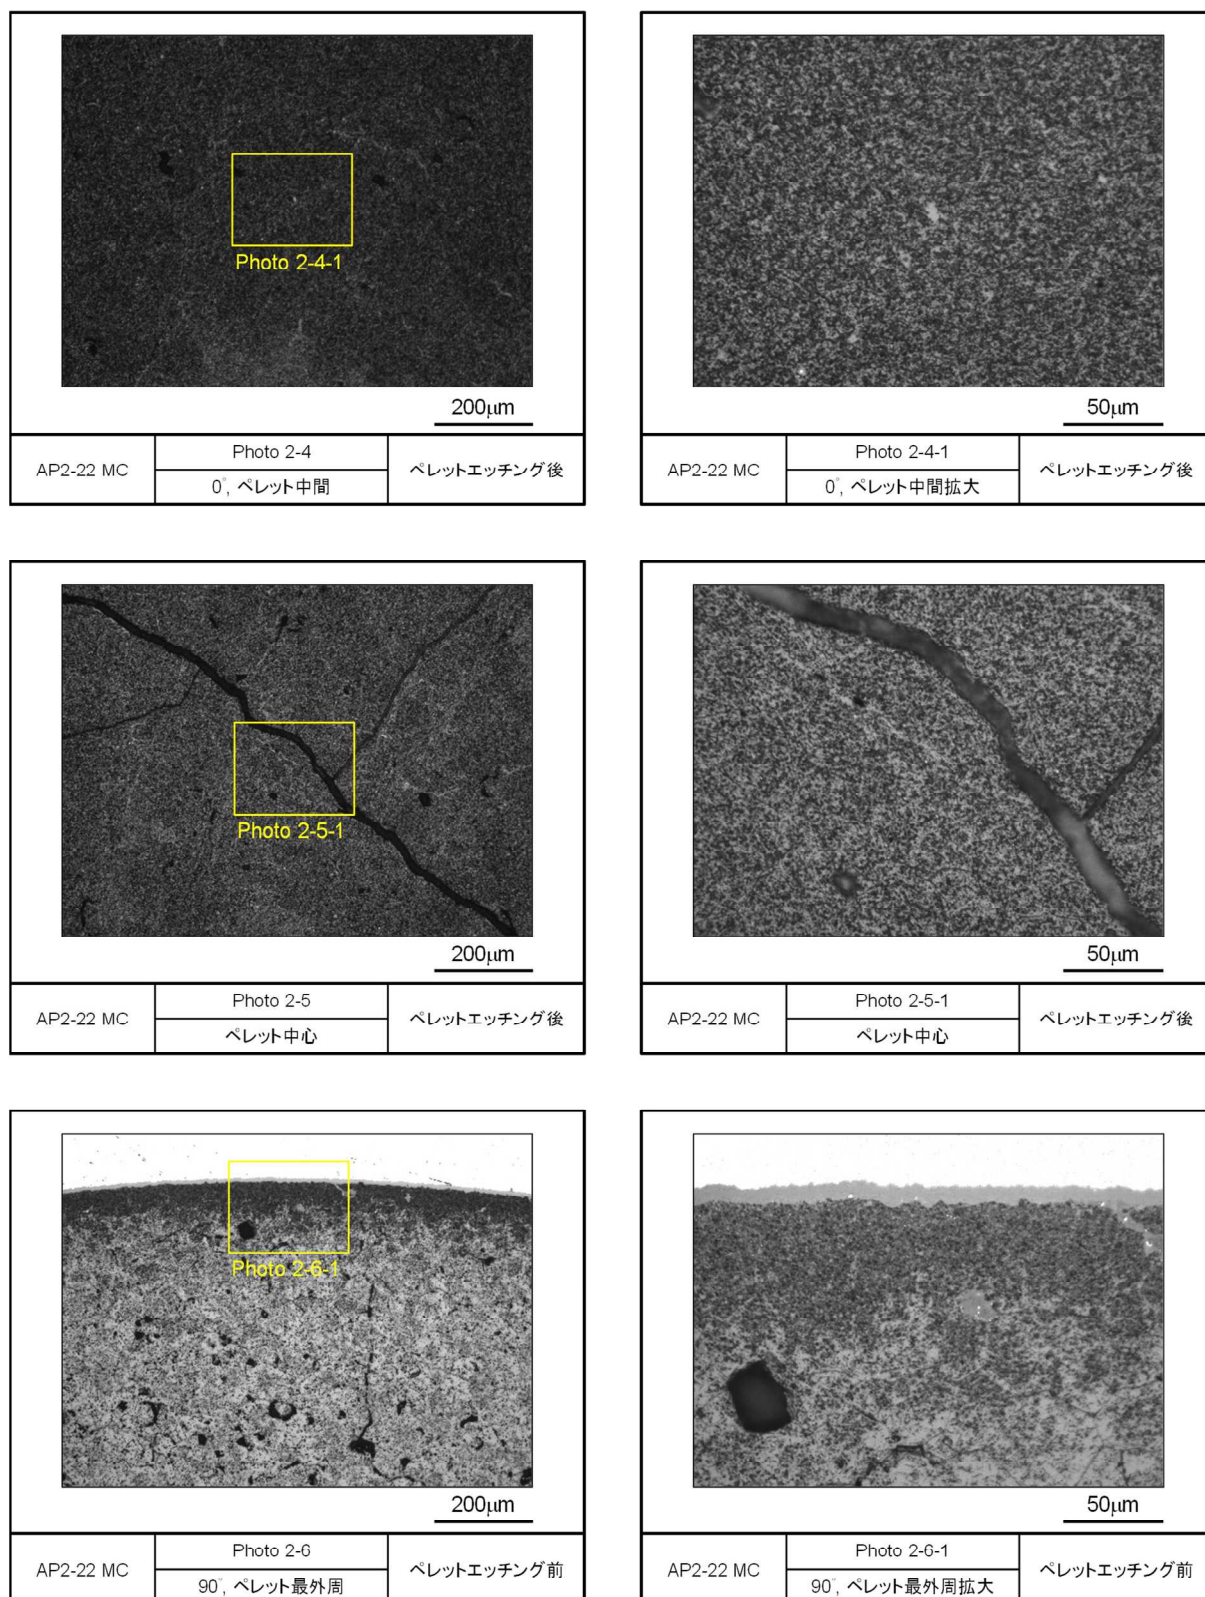 Photo 2-4-1
200μm
AP2-22 MC
Photo 2-4
0°, ペレット中間
ペレットエッチング後
50μm
AP2-22 MC
Photo 2-4-1
0°, ペレット中間拡大
ペレットエッチング後
Photo 2-5-1
200μm
AP2-22 MC
Photo 2-5
ペレット中心
ペレットエッチング後
50μm
AP2-22 MC
Photo 2-5-1
ペレット中心
ペレットエッチング後
Photo 2-6-1
200μm
AP2-22 MC
Photo 2-6
90°, ペレット最外周
ペレットエッチング前
50μm
AP2-22 MC
Photo 2-6-1
90°, ペレット最外周拡大
ペレットエッチング前